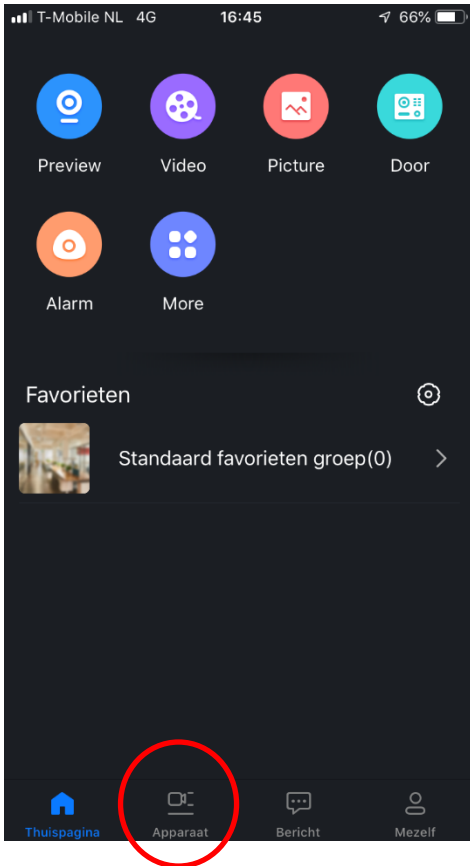 T-Mobile NL 4G 16:45 66%
Preview Video Picture Door
Alarm More
Favorieten
Standaard favorieten groep(0)
Thuispagina Apparaat Bericht Mezelf